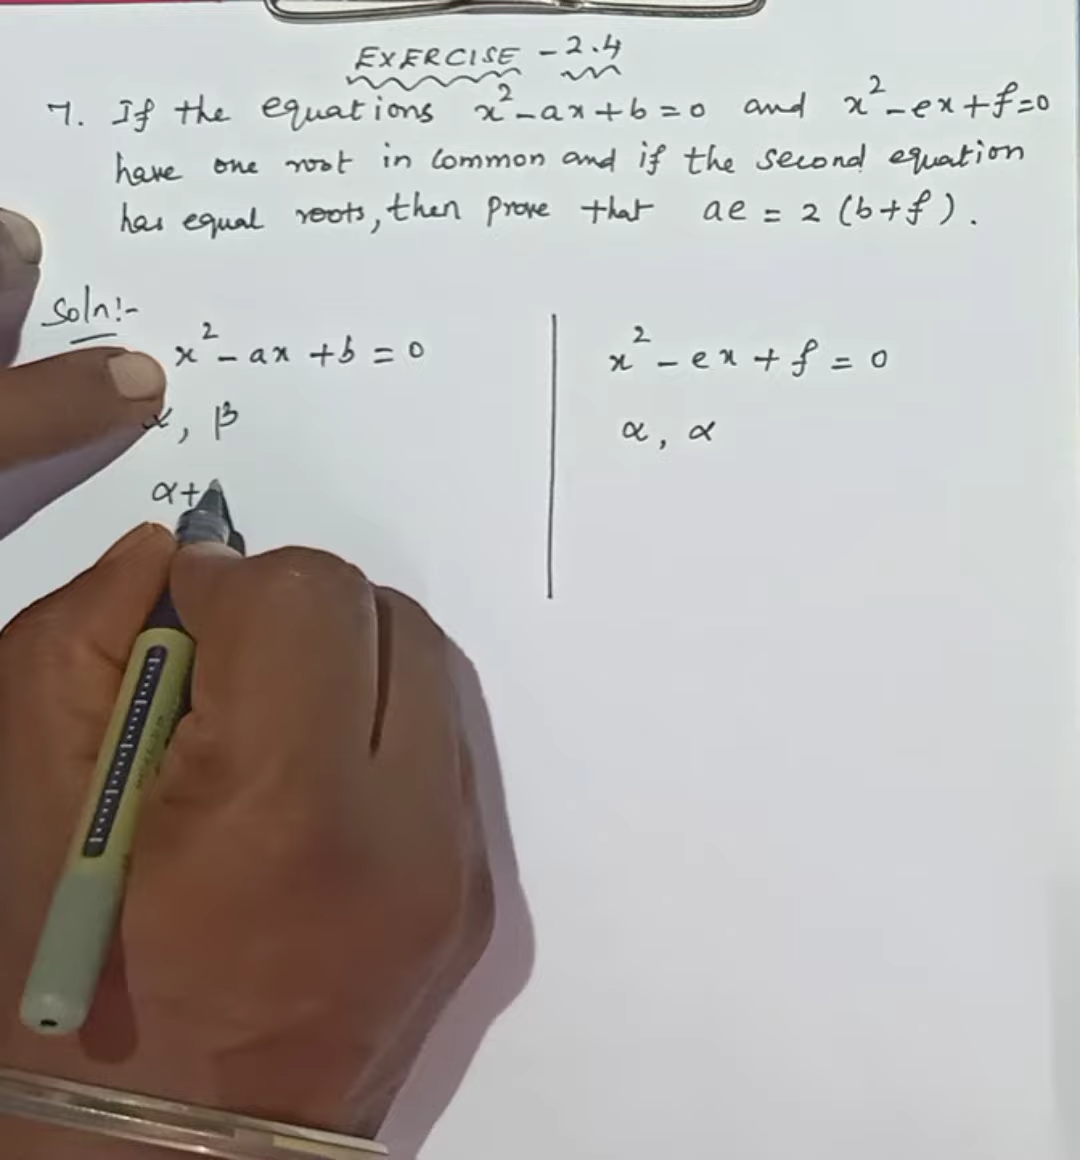 EXERCISE - 2.4
7. If the equations x² - ax + b = 0 and x² - ex + f = 0
have one root in common and if the second equation
has equal roots, then prove that ae = 2 (b + f).
Soln:-
x² - ax + b = 0
α, β
α +
x² - ex + f = 0
α, α